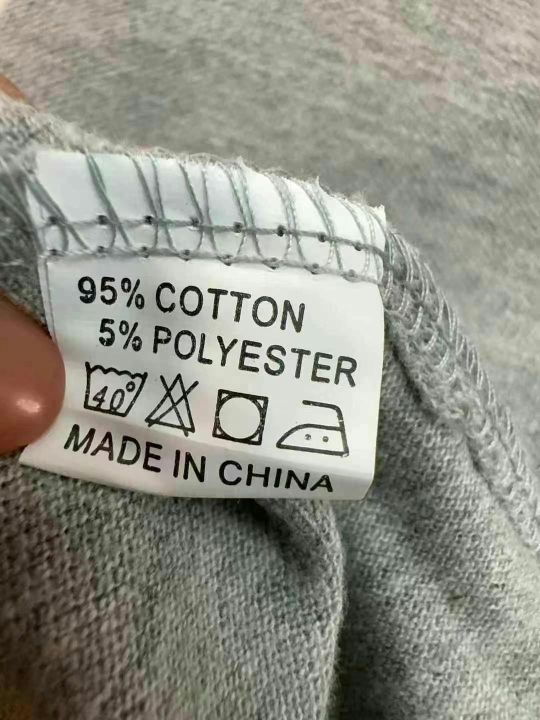 95% COTTON
5% POLYESTER
40°
MADE IN CHINA